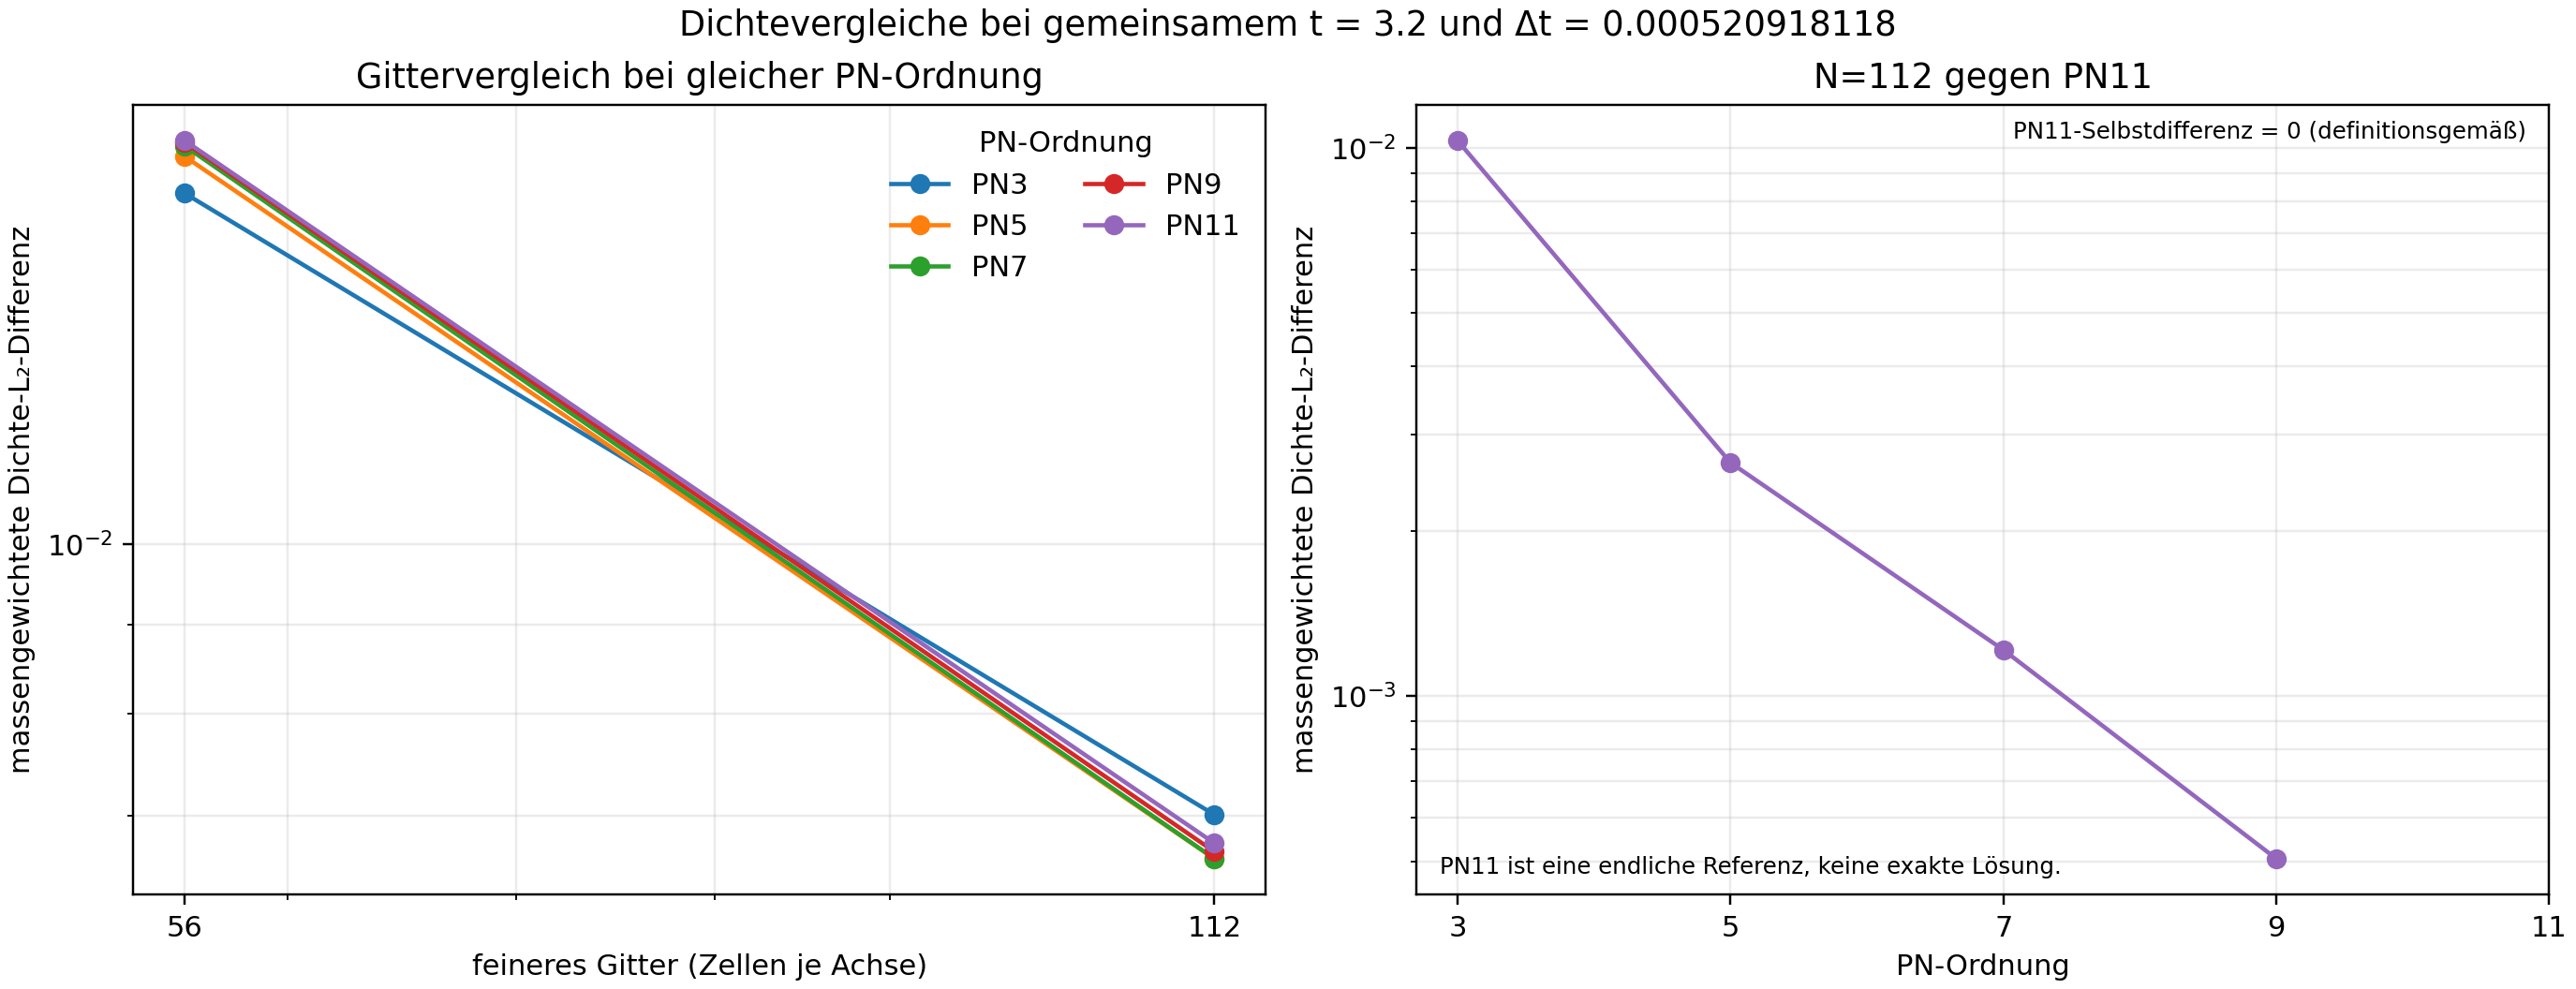 Dichtevergleiche bei gemeinsamem t = 3.2 und Δt = 0.000520918118
Gittervergleich bei gleicher PN-Ordnung
massengewichtete Dichte-L₂-Differenz
10⁻²
PN-Ordnung
PN3
PN5
PN7
PN9
PN11
56
112
feineres Gitter (Zellen je Achse)
N=112 gegen PN11
massengewichtete Dichte-L₂-Differenz
10⁻²
10⁻³
PN11-Selbstdifferenz = 0 (definitionsgemäß)
PN11 ist eine endliche Referenz, keine exakte Lösung.
3
5
7
9
11
PN-Ordnung